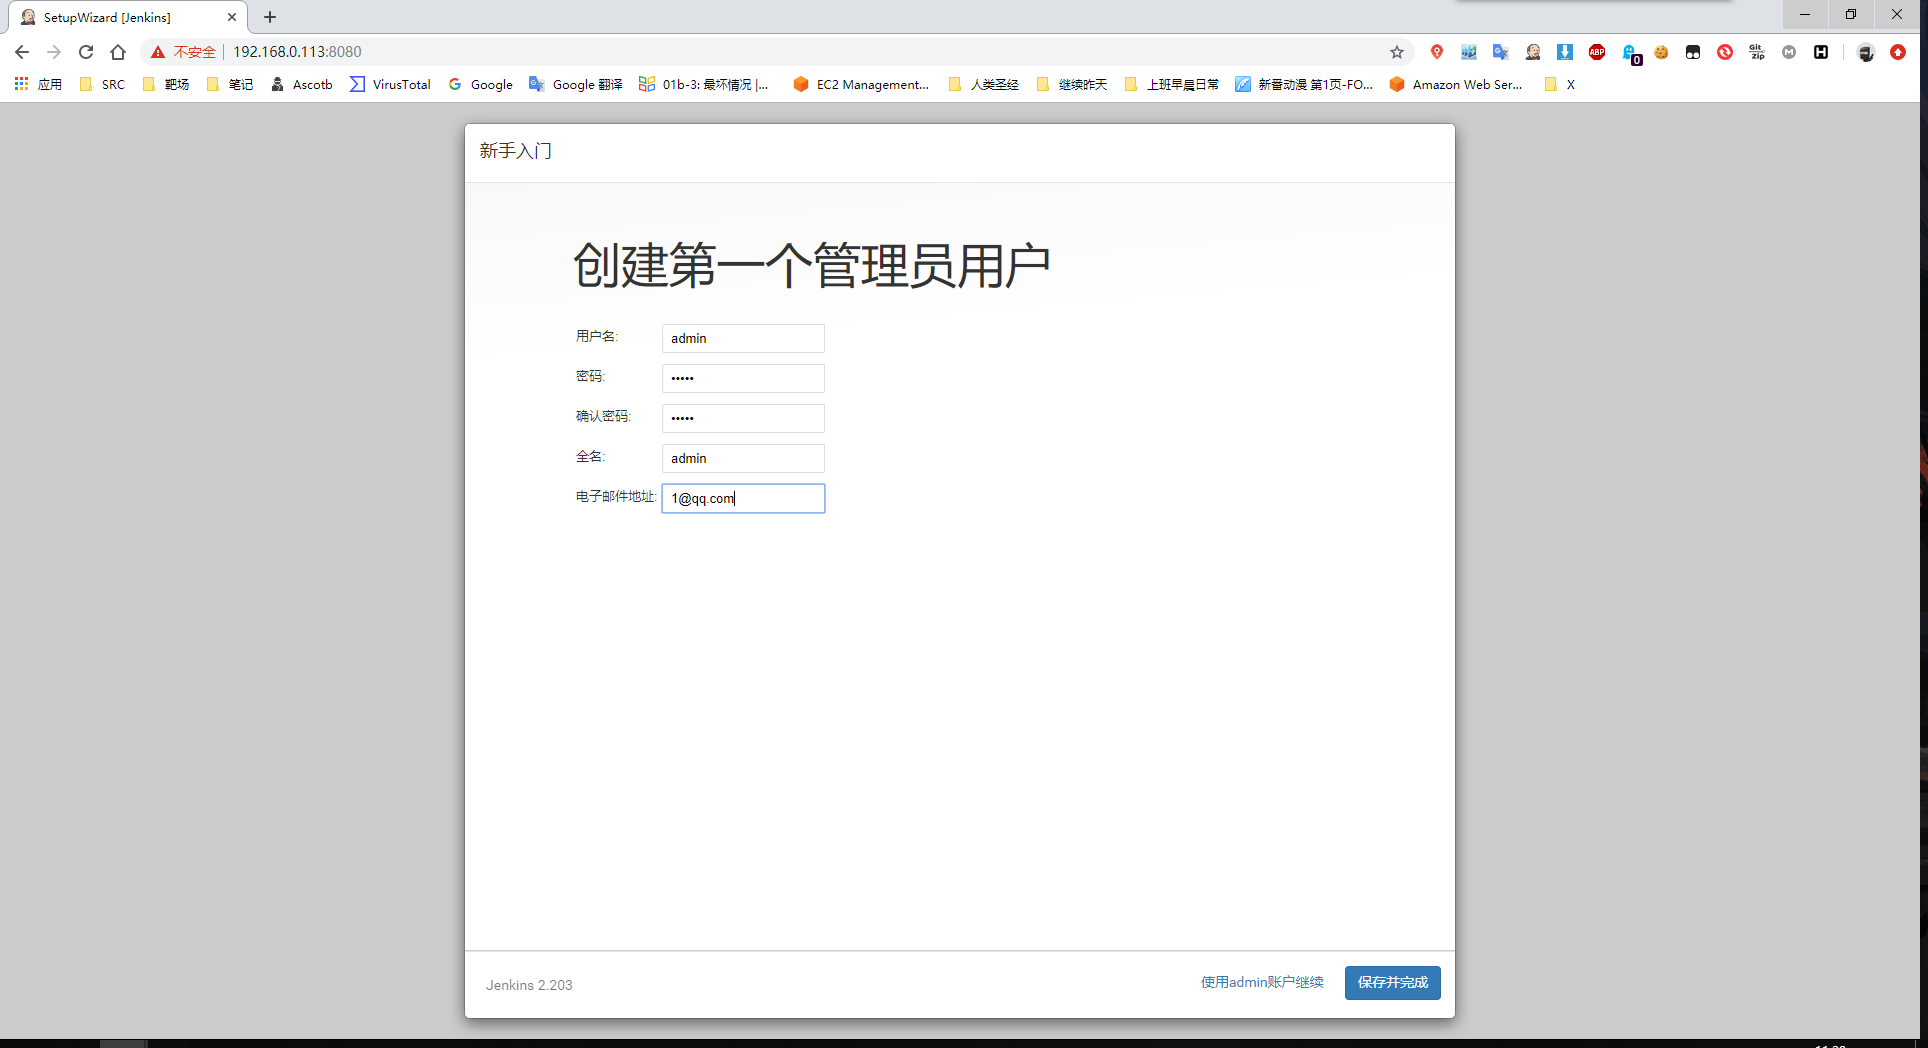 SetupWizard [Jenkins]
不安全 192.168.0.113:8080
ABP 0 Git zip M H
应用 SRC 靶场 笔记 Ascotb VirusTotal Google Google 翻译 01b-3: 最坏情况 |... EC2 Management... 人类圣经 继续昨天 上班早晨日常 新番动漫 第1页-FO... Amazon Web Ser... X
新手入门
创建第一个管理员用户
用户名: admin
密码: •••••
确认密码: •••••
全名: admin
电子邮件地址: 1@qq.com
Jenkins 2.203 使用admin账户继续 保存并完成